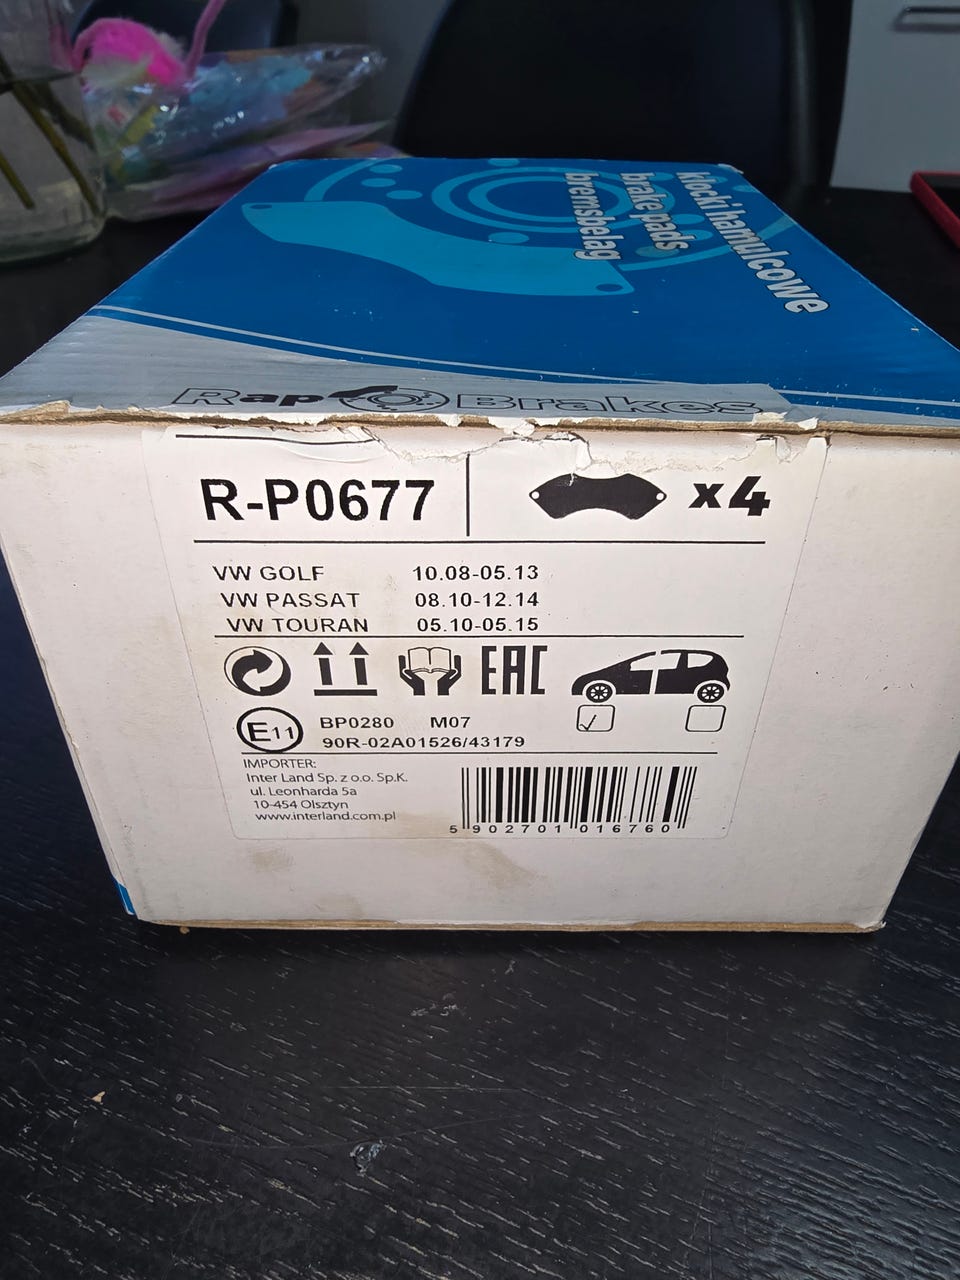 klocki hamulcowe
brake pads
bremsbelag
Rap Brakes
R-P0677 x4
VW GOLF 10.08-05.13
VW PASSAT 08.10-12.14
VW TOURAN 05.10-05.15
EAC
E11 BP0280 M07
90R-02A01526/43179
IMPORTER:
Inter Land Sp. z o.o. Sp.K.
ul. Leonharda 5a
10-454 Olsztyn
www.interland.com.pl
5 902701 016760